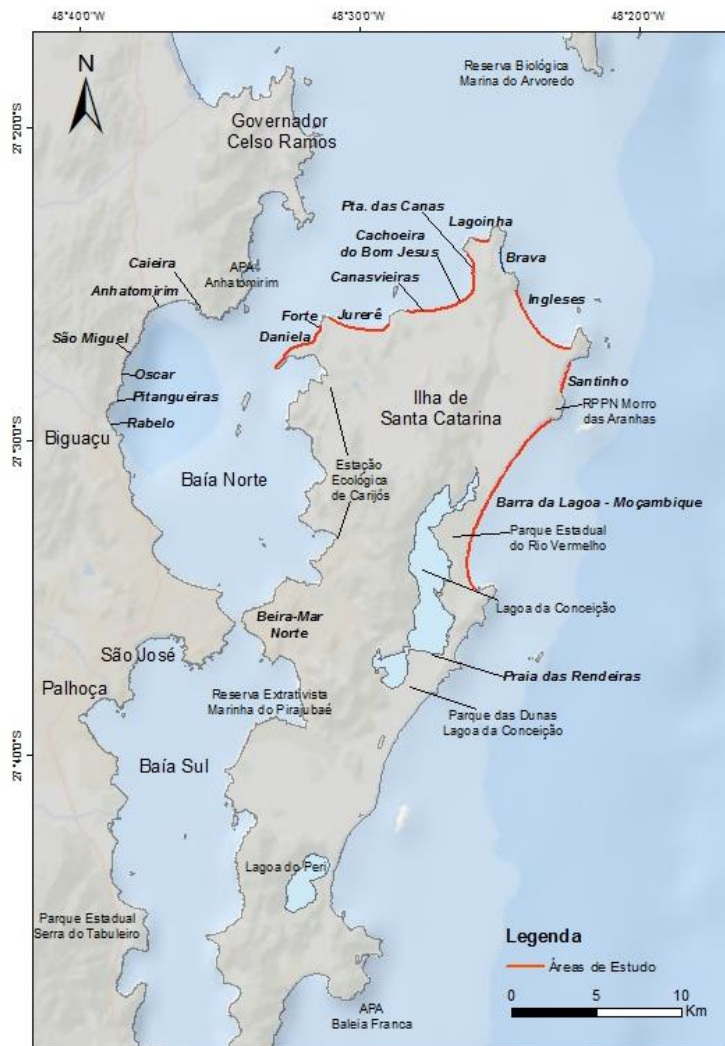 48°40'0"W
48°30'0"W
48°20'0"W
N
27°20'0"S
27°30'0"S
27°40'0"S
Reserva Biológica
Marina do Arvoredo
Governador
Celso Ramos
Pta. das Canas
Lagoinha
Cachoeira
do Bom Jesus
Brava
Caieira
APA
Anhatomirim
Canasvieiras
Anhatomirim
Ingleses
Forte
Jurerê
São Miguel
Daniela
Oscar
Santinho
Pitangueiras
Ilha de
Santa Catarina
RPPN Morro
das Aranhas
Rabelo
Biguaçu
Estação
Ecológica
de Carijós
Baía Norte
Barra da Lagoa - Moçambique
Parque Estadual
do Rio Vermelho
Lagoa da Conceição
Beira-Mar
Norte
São José
Praia das Rendeiras
Palhoça
Reserva Extrativista
Marinha do Pirajubaé
Parque das Dunas
Lagoa da Conceição
Baía Sul
Lagoa do Peri
Parque Estadual
Serra do Tabuleiro
Legenda
Áreas de Estudo
0 5 10
Km
APA
Baleia Franca